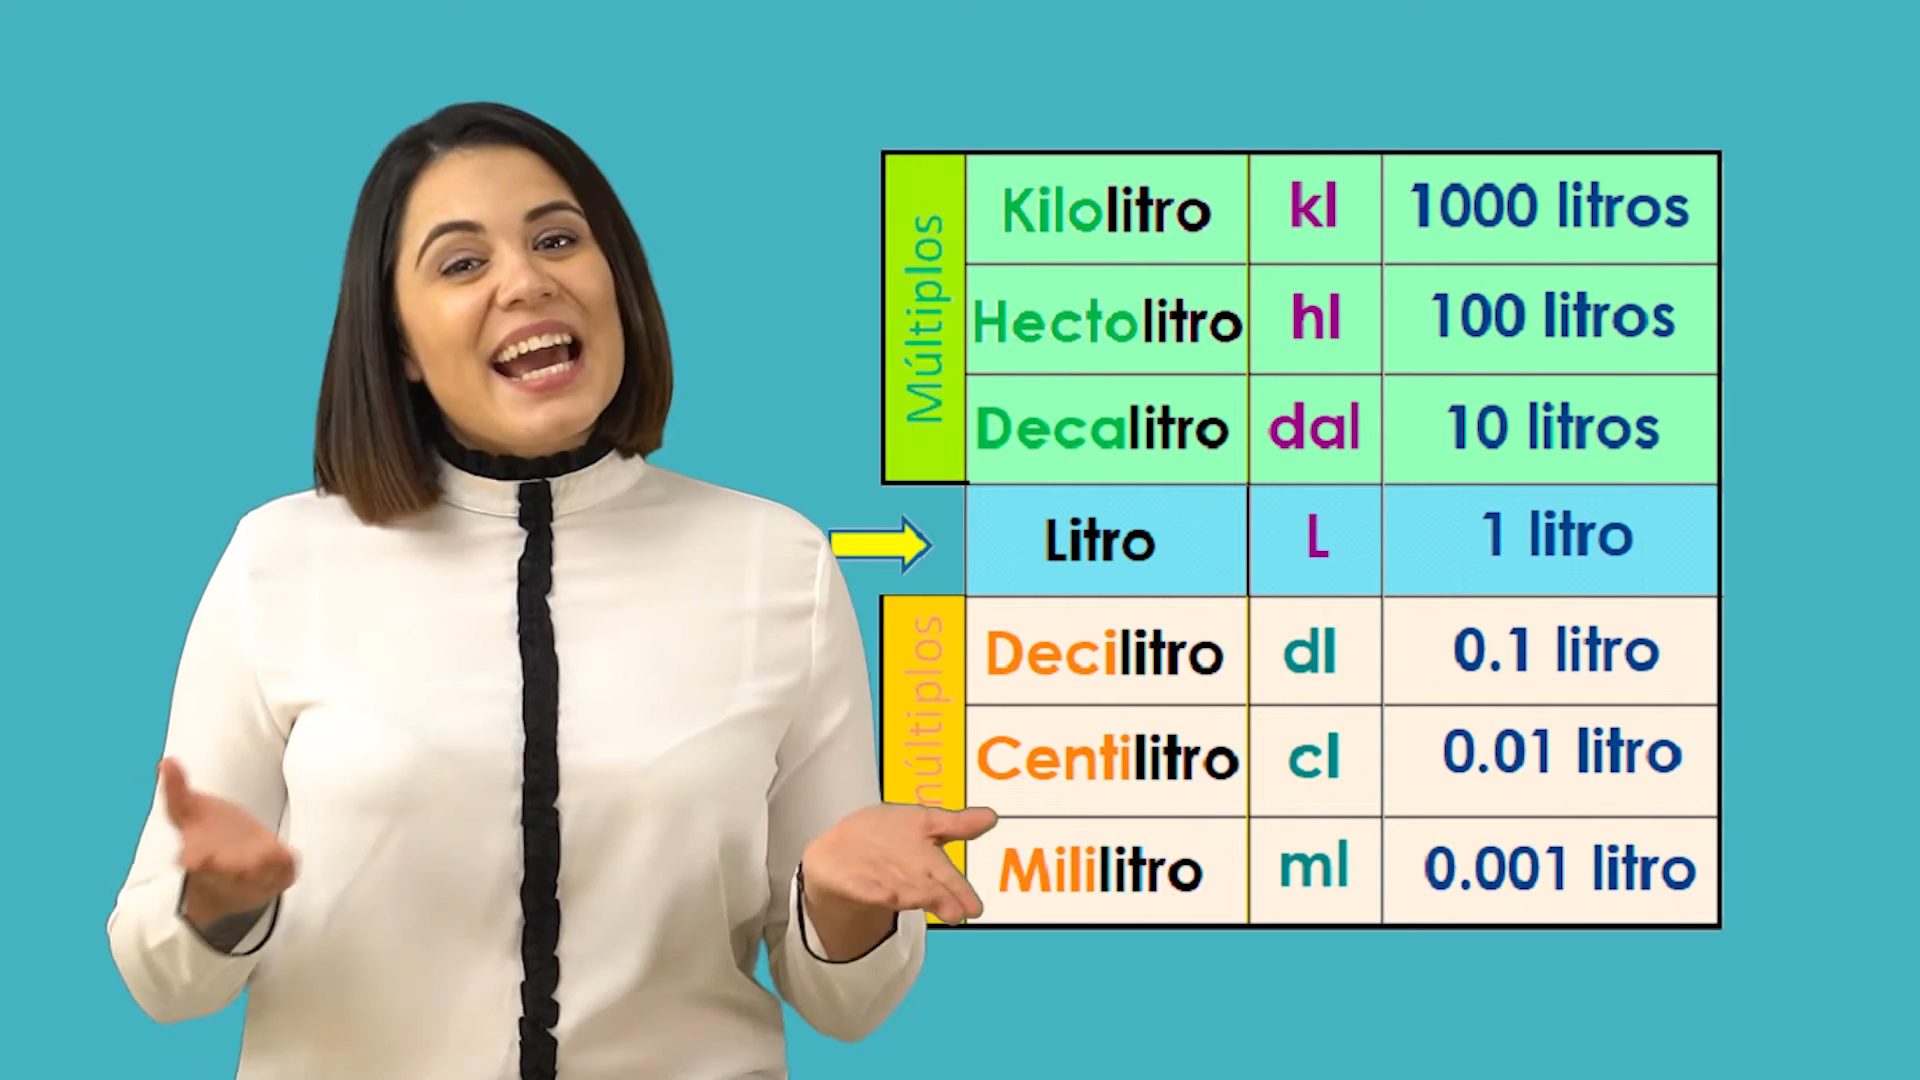 Múltiplos
Kilolitro kl 1000 litros
Hectolitro hl 100 litros
Decalitro dal 10 litros
Litro L 1 litro
Decilitro dl 0.1 litro
Centilitro cl 0.01 litro
Mililitro ml 0.001 litro